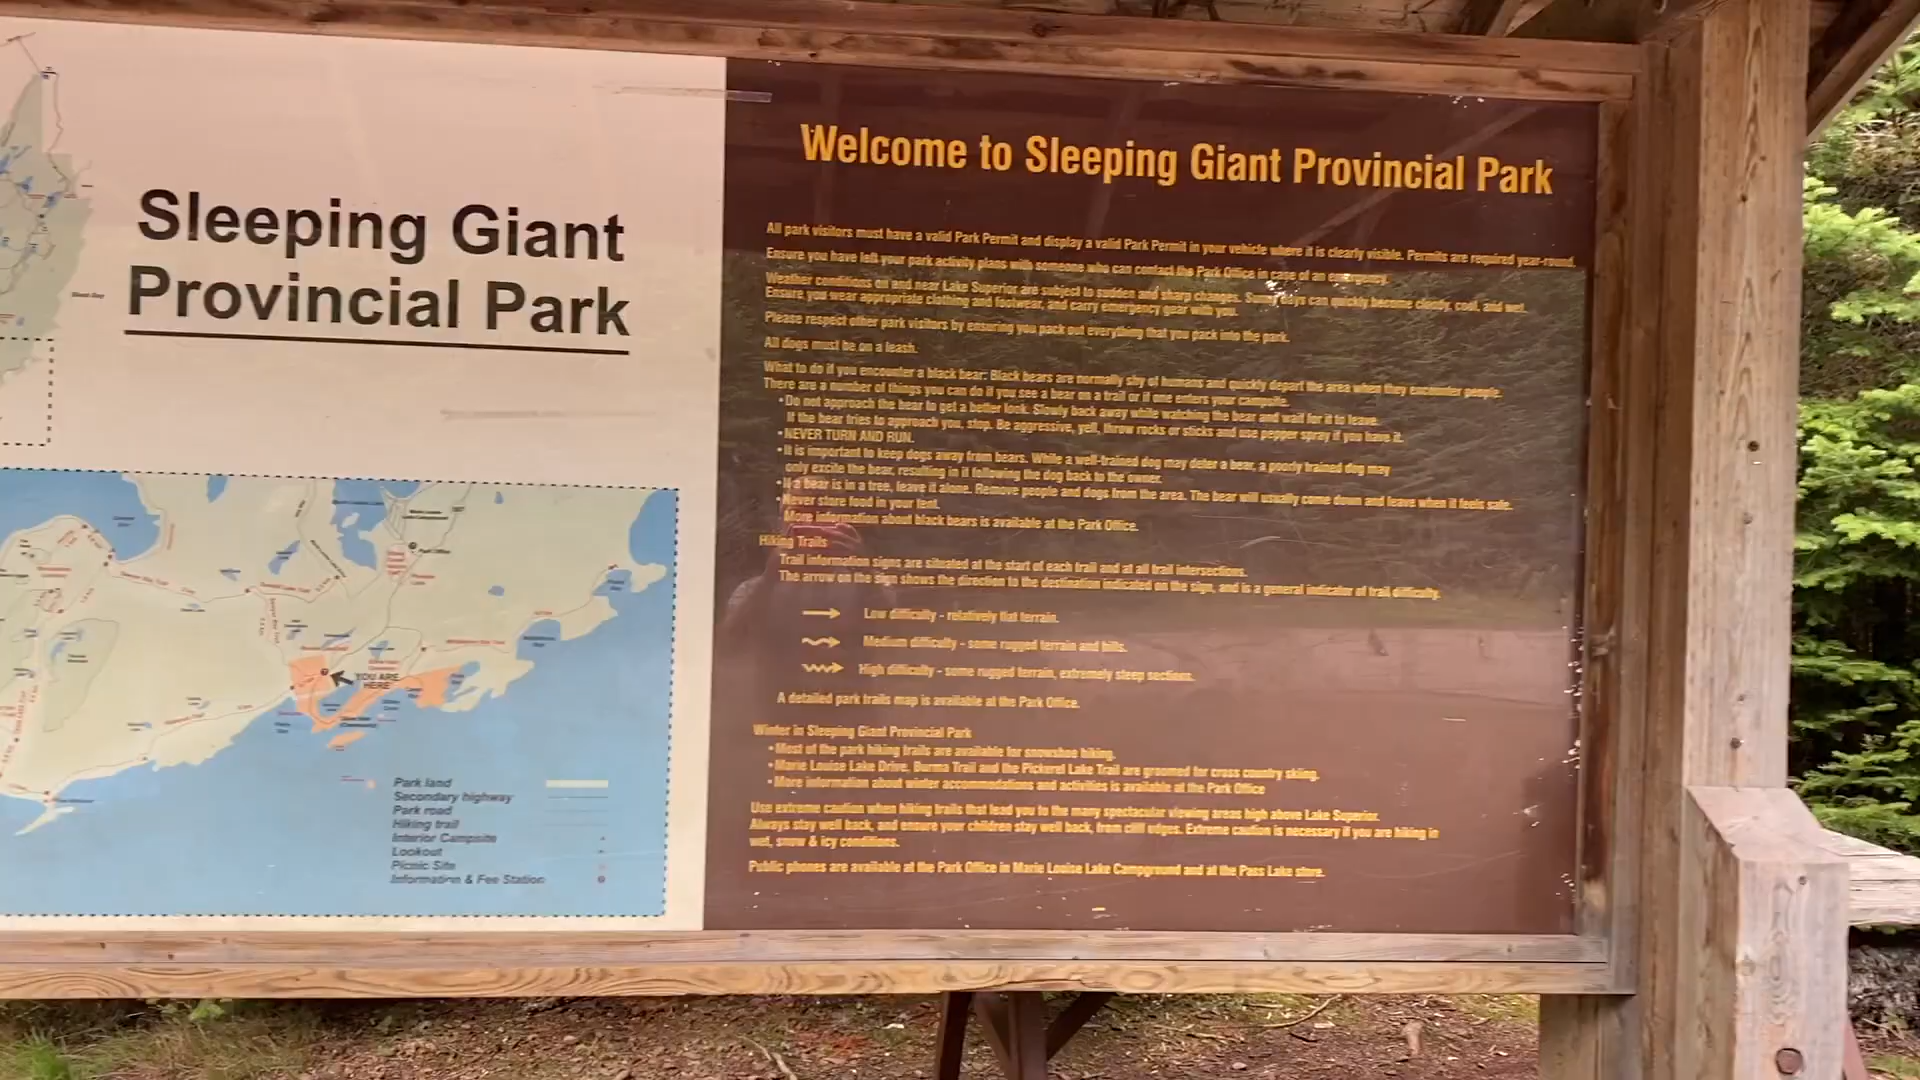 Sleeping Giant
Provincial Park
YOU ARE
HERE
Park Office
Park land
Secondary highway
Park road
Hiking trail
Interior Campsite
Lookout
Picnic Site
Information & Fee Station
Welcome to Sleeping Giant Provincial Park
All park visitors must have a valid Park Permit and display a valid Park Permit in your vehicle where it is clearly visible. Permits are required year-round.
Ensure you have left your park activity plans with someone who can contact the Park Office in case of an emergency.
Weather conditions on and near Lake Superior are subject to sudden and sharp changes. Sunny days can quickly become cloudy, cool, and wet.
Ensure you wear appropriate clothing and footwear, and carry emergency gear with you.
Please respect other park visitors by ensuring you pack out everything that you pack into the park.
All dogs must be on a leash.
What to do if you encounter a black bear: Black bears are normally shy of humans and quickly depart the area when they encounter people.
There are a number of things you can do if you see a bear on a trail or if one enters your campsite.
• Do not approach the bear to get a better look. Slowly back away while watching the bear and wait for it to leave.
If the bear tries to approach you, stop. Be aggressive, yell, throw rocks or sticks and use pepper spray if you have it.
• NEVER TURN AND RUN.
• It is important to keep dogs away from bears. While a well-trained dog may deter a bear, a poorly trained dog may
only excite the bear, resulting in it following the dog back to the owner.
• If a bear is in a tree, leave it alone. Remove people and dogs from the area. The bear will usually come down and leave when it feels safe.
• Never store food in your tent.
More information about black bears is available at the Park Office.
Hiking Trails
Trail information signs are situated at the start of each trail and at all trail intersections.
The arrow on the sign shows the direction to the destination indicated on the sign, and is a general indicator of trail difficulty.
Low difficulty - relatively flat terrain.
Medium difficulty - some rugged terrain and hills.
High difficulty - some rugged terrain, extremely steep sections.
A detailed park trails map is available at the Park Office.
Winter in Sleeping Giant Provincial Park
• Most of the park hiking trails are available for snowshoe hiking.
• Marie Louise Lake Drive, Burma Trail and the Pickerel Lake Trail are groomed for cross country skiing.
• More information about winter accommodations and activities is available at the Park Office
Use extreme caution when hiking trails that lead you to the many spectacular viewing areas high above Lake Superior.
Always stay well back, and ensure your children stay well back, from cliff edges. Extreme caution is necessary if you are hiking in
wet, snow & icy conditions.
Public phones are available at the Park Office in Marie Louise Lake Campground and at the Pass Lake store.